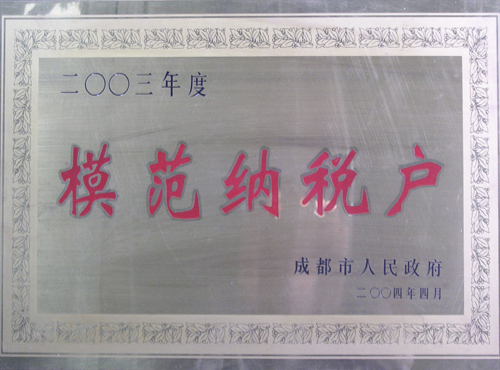 二〇〇三年度
模范纳税户
成都市人民政府
二〇〇四年四月